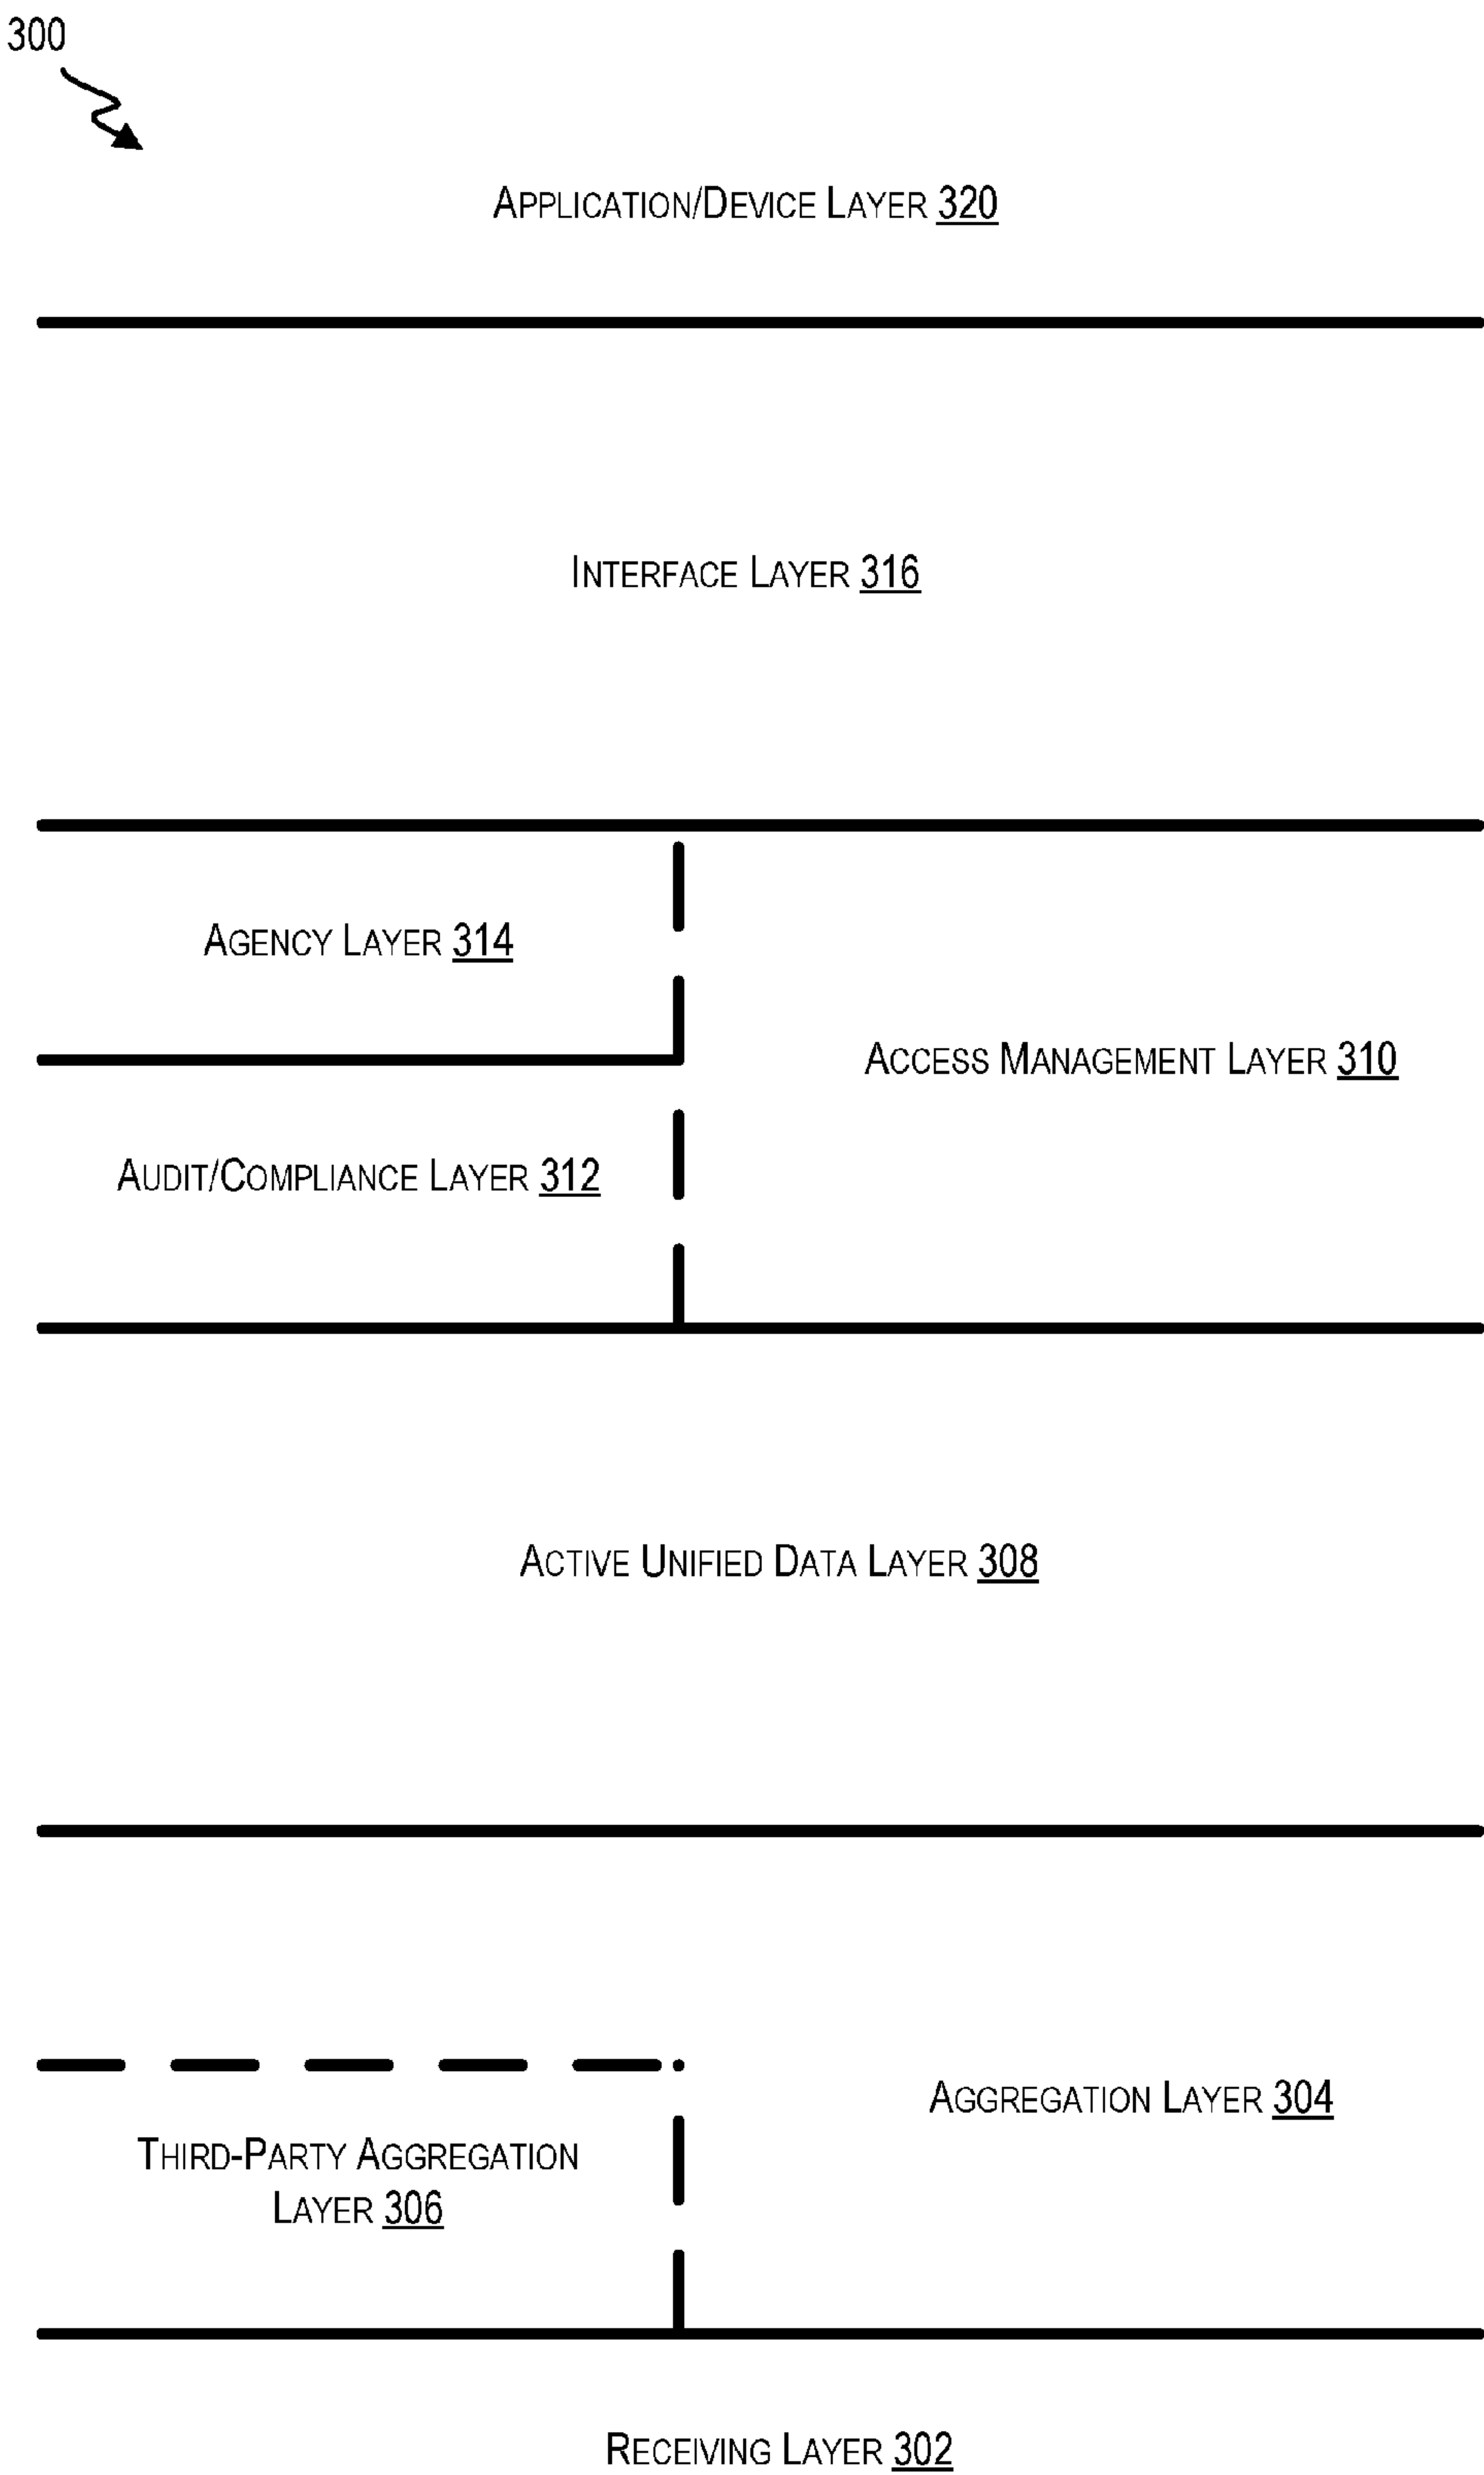 300
APPLICATION/DEVICE LAYER 320
INTERFACE LAYER 316
AGENCY LAYER 314
ACCESS MANAGEMENT LAYER 310
AUDIT/COMPLIANCE LAYER 312
ACTIVE UNIFIED DATA LAYER 308
AGGREGATION LAYER 304
THIRD-PARTY AGGREGATION
LAYER 306
RECEIVING LAYER 302